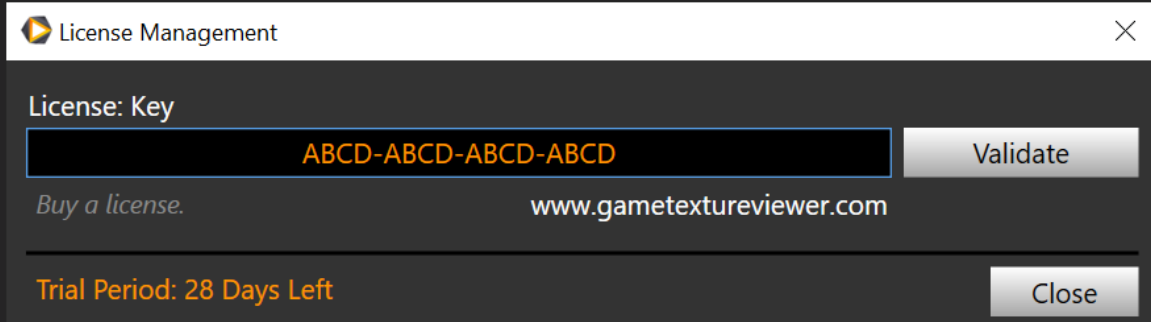 License Management
License: Key
ABCD-ABCD-ABCD-ABCD
Validate
Buy a license.
www.gametextureviewer.com
Trial Period: 28 Days Left
Close